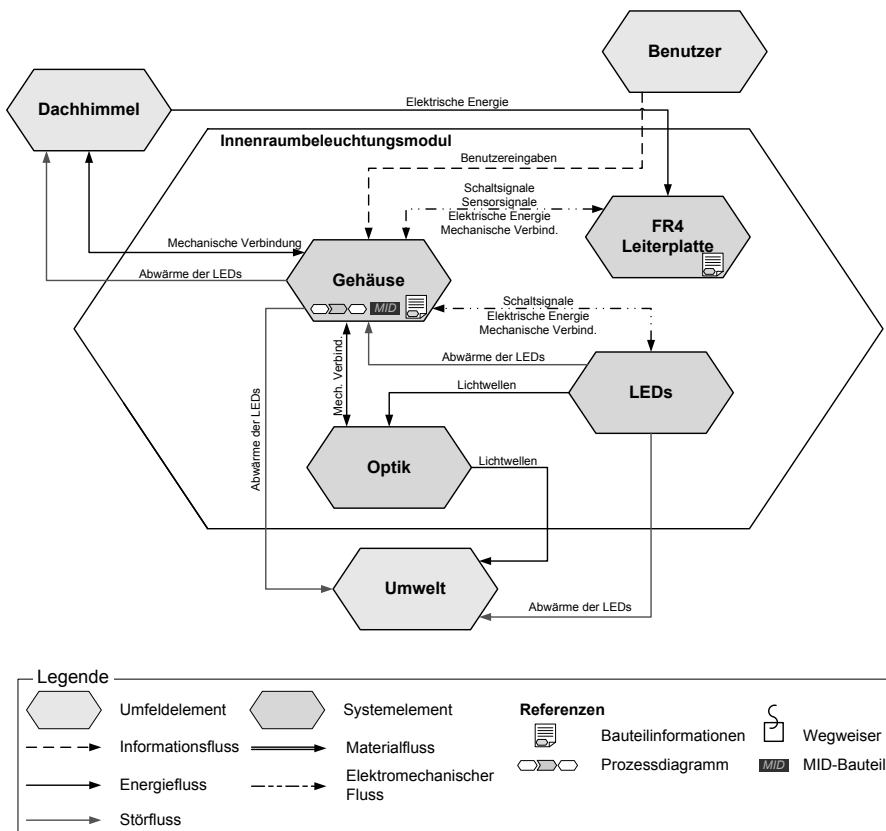 Benutzer
Dachhimmel
Elektrische Energie
Innenraumbeleuchtungsmodul
Benutzereingaben
Schaltsignale
Sensorsignale
Elektrische Energie
Mechanische Verbind.
FR4
Leiterplatte
Mechanische Verbindung
Abwärme der LEDs
Gehäuse
MID
Schaltsignale
Elektrische Energie
Mechanische Verbind.
Abwärme der LEDs
Mech. Verbind.
Abwärme der LEDs
LEDs
Lichtwellen
Optik
Lichtwellen
Umwelt
Abwärme der LEDs
Legende
Umfeldelement
Systemelement
Referenzen
Bauteilinformationen
Wegweiser
Informationsfluss
Materialfluss
Prozessdiagramm
MID
MID-Bauteil
Energiefluss
Elektromechanischer
Fluss
Störfluss